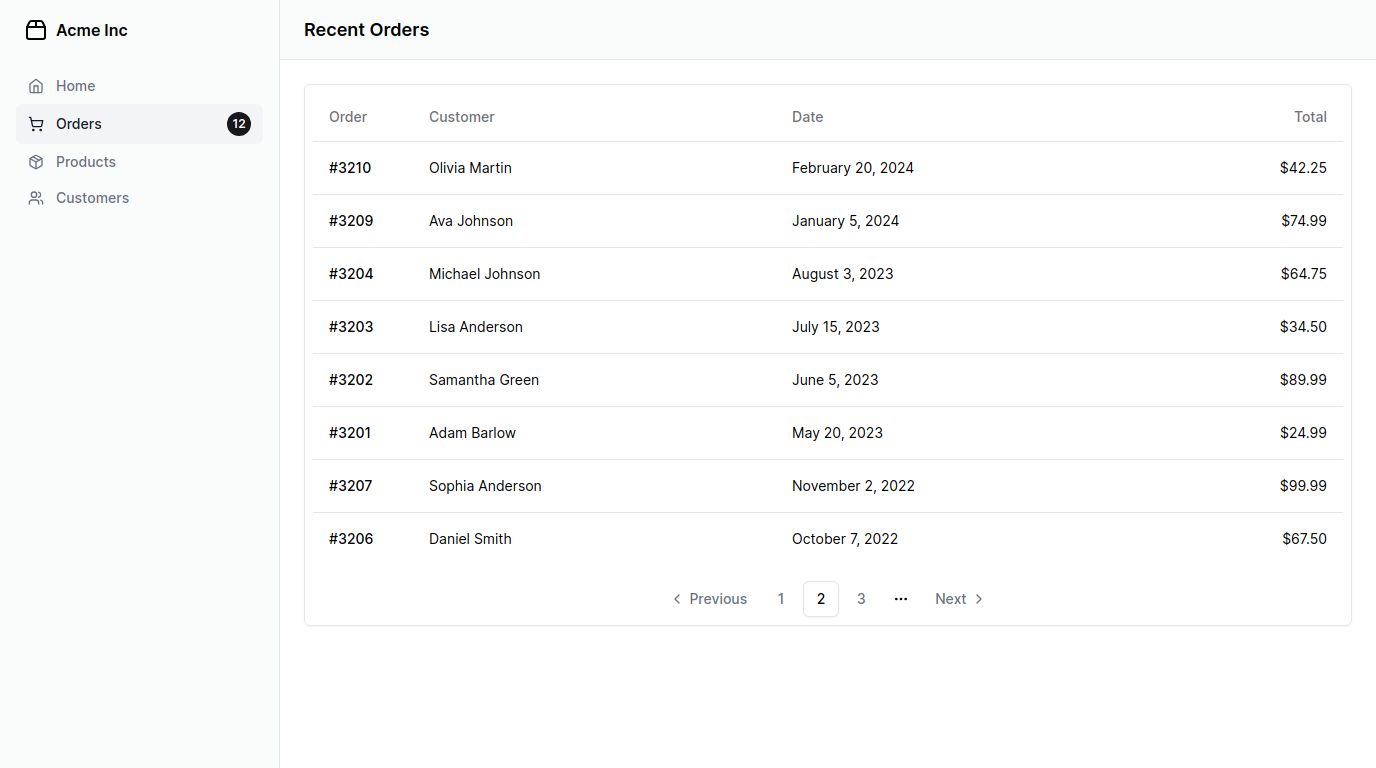 Acme Inc
Home
Orders 12
Products
Customers
Recent Orders
Order Customer Date Total
#3210 Olivia Martin February 20, 2024 $42.25
#3209 Ava Johnson January 5, 2024 $74.99
#3204 Michael Johnson August 3, 2023 $64.75
#3203 Lisa Anderson July 15, 2023 $34.50
#3202 Samantha Green June 5, 2023 $89.99
#3201 Adam Barlow May 20, 2023 $24.99
#3207 Sophia Anderson November 2, 2022 $99.99
#3206 Daniel Smith October 7, 2022 $67.50
Previous 1 2 3 ... Next